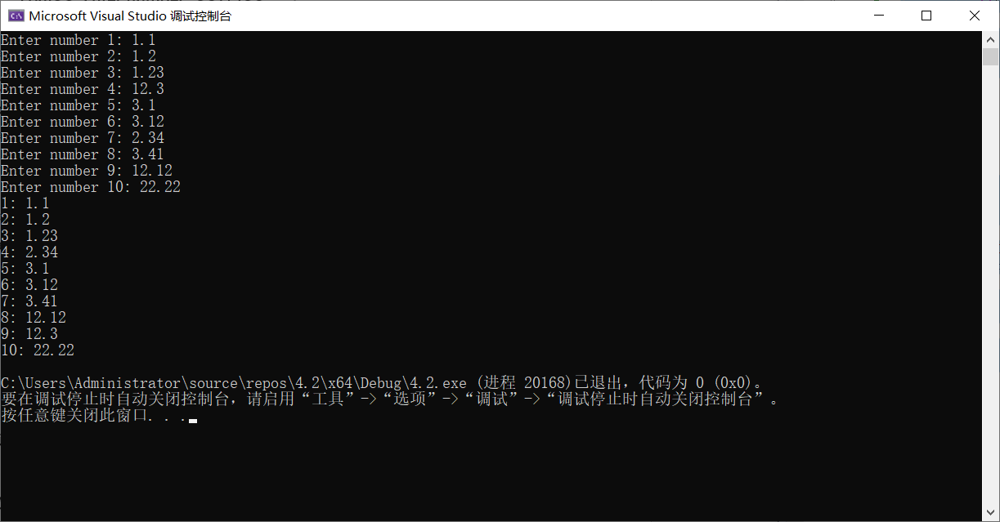 Microsoft Visual Studio 调试控制台
Enter number 1: 1.1
Enter number 2: 1.2
Enter number 3: 1.23
Enter number 4: 12.3
Enter number 5: 3.1
Enter number 6: 3.12
Enter number 7: 2.34
Enter number 8: 3.41
Enter number 9: 12.12
Enter number 10: 22.22
1: 1.1
2: 1.2
3: 1.23
4: 2.34
5: 3.1
6: 3.12
7: 3.41
8: 12.12
9: 12.3
10: 22.22
C:\Users\Administrator\source\repos\4.2\x64\Debug\4.2.exe (进程 20168)已退出，代码为 0 (0x0)。
要在调试停止时自动关闭控制台，请启用“工具”->“选项”->“调试”->“调试停止时自动关闭控制台”。
按任意键关闭此窗口. . .